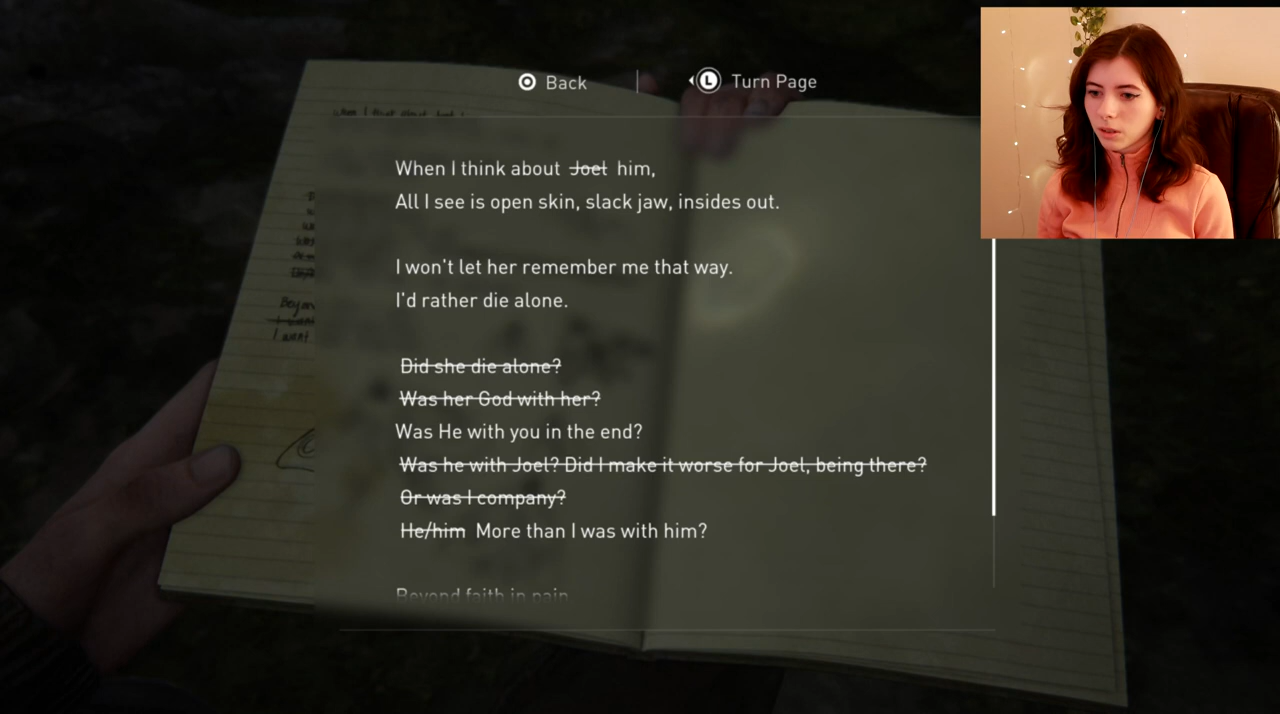 Back
L Turn Page
When I think about Joel him,
All I see is open skin, slack jaw, insides out.
I won't let her remember me that way.
I'd rather die alone.
Did she die alone?
Was her God with her?
Was He with you in the end?
Was he with Joel? Did I make it worse for Joel, being there?
Or was I company?
He/him More than I was with him?
Beyond faith in pain